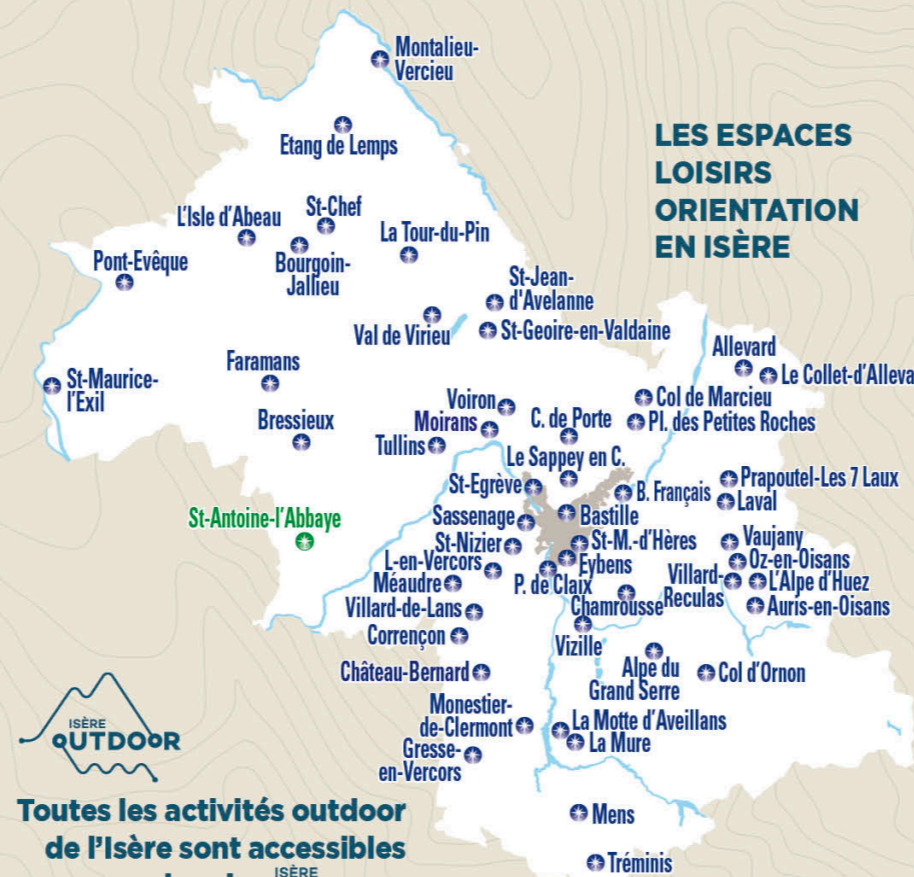 Montalieu-
Vercieu
Etang de Lemps
LES ESPACES
LOISIRS
ORIENTATION
EN ISÈRE
L'Isle d'Abeau
St-Chef
La Tour-du-Pin
Pont-Evêque
Bourgoin-
Jallieu
St-Jean-
d'Avelanne
Val de Virieu
St-Geoire-en-Valdaine
Allevard
Le Collet-d'Alleva
Faramans
St-Maurice-
l'Exil
Col de Marcieu
Voiron
Moirans
C. de Porte
Pl. des Petites Roches
Bressieux
Tullins
Le Sappey en C.
St-Egrève
B. Français
Prapoutel-Les 7 Laux
Laval
St-Antoine-l'Abbaye
Sassenage
Bastille
St-Nizier
St-M.-d'Hères
Vaujany
L-en-Vercors
Eybens
Oz-en-Oisans
Méaudre
P. de Claix
Villard-
Reculas
L'Alpe d'Huez
Villard-de-Lans
Chamrousse
Auris-en-Oisans
Corrençon
Vizille
Château-Bernard
Alpe du
Grand Serre
Col d'Ornon
Monestier-
de-Clermont
La Motte d'Aveillans
La Mure
Gresse-
en-Vercors
ISÈRE
OUTDOOR
Toutes les activités outdoor
de l'Isère sont accessibles
ISÈRE
Mens
Tréminis